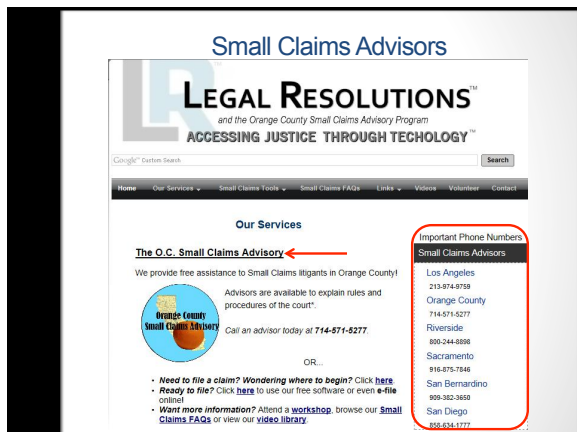 Small Claims Advisors
LEGAL RESOLUTIONS™
and the Orange County Small Claims Advisory Program
ACCESSING JUSTICE THROUGH TECHOLOGY™
Google™ Custom Search
Search
Home Our Services Small Claims Tools Small Claims FAQs Links Videos Volunteer Contact
Our Services
The O.C. Small Claims Advisory
We provide free assistance to Small Claims litigants in Orange County!
Orange County
Small Claims Advisory
Advisors are available to explain rules and
procedures of the court*.
Call an advisor today at 714-571-5277.
OR...
• Need to file a claim? Wondering where to begin? Click here.
• Ready to file? Click here to use our free software or even e-file
online!
• Want more information? Attend a workshop, browse our Small
Claims FAQs or view our video library.
Important Phone Numbers
Small Claims Advisors
Los Angeles
213-974-9759
Orange County
714-571-5277
Riverside
800-244-8898
Sacramento
916-875-7846
San Bernardino
909-382-3650
San Diego
858-634-1777